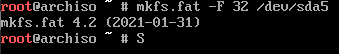 root@archiso ~ # mkfs.fat -F 32 /dev/sda5
mkfs.fat 4.2 (2021-01-31)
root@archiso ~ # S